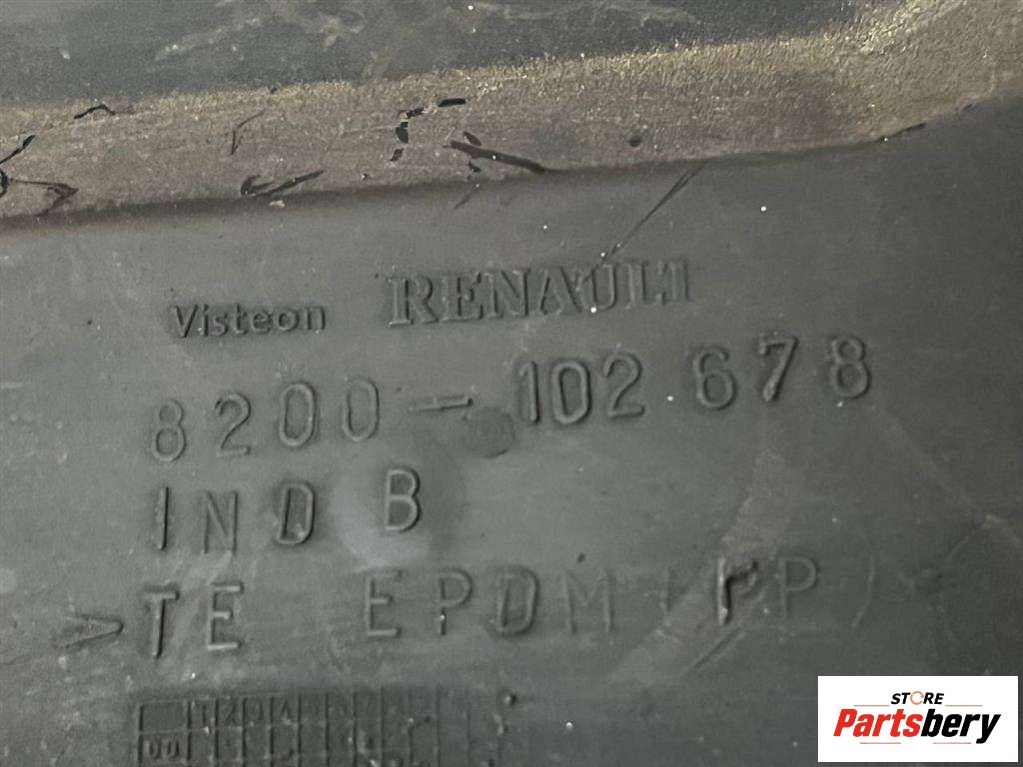 Visteon RENAULT
8200-102 678
IND B
>TE EPDM+PP<
STORE
Partsbery